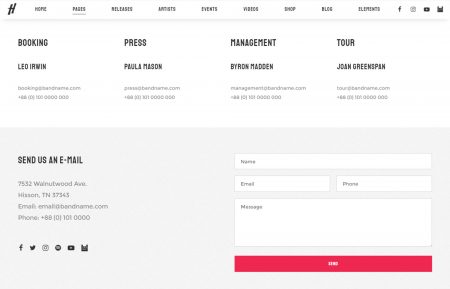 HOME PAGES RELEASES ARTISTS EVENTS VIDEOS SHOP BLOG ELEMENTS
BOOKING
LEO IRWIN
booking@bandname.com
+88 (0) 101 0000 000
PRESS
PAULA MASON
press@bandname.com
+88 (0) 101 0000 000
MANAGEMENT
BYRON MADDEN
management@bandname.com
+88 (0) 101 0000 000
TOUR
JOAN GREENSPAN
tour@bandname.com
+88 (0) 101 0000 000
SEND US AN E-MAIL
7532 Walnutwood Ave.
Hisson, TN 37343
Email: email@bandname.com
Phone: +88 (0) 101 0000
Name
Email Phone
Message
SEND